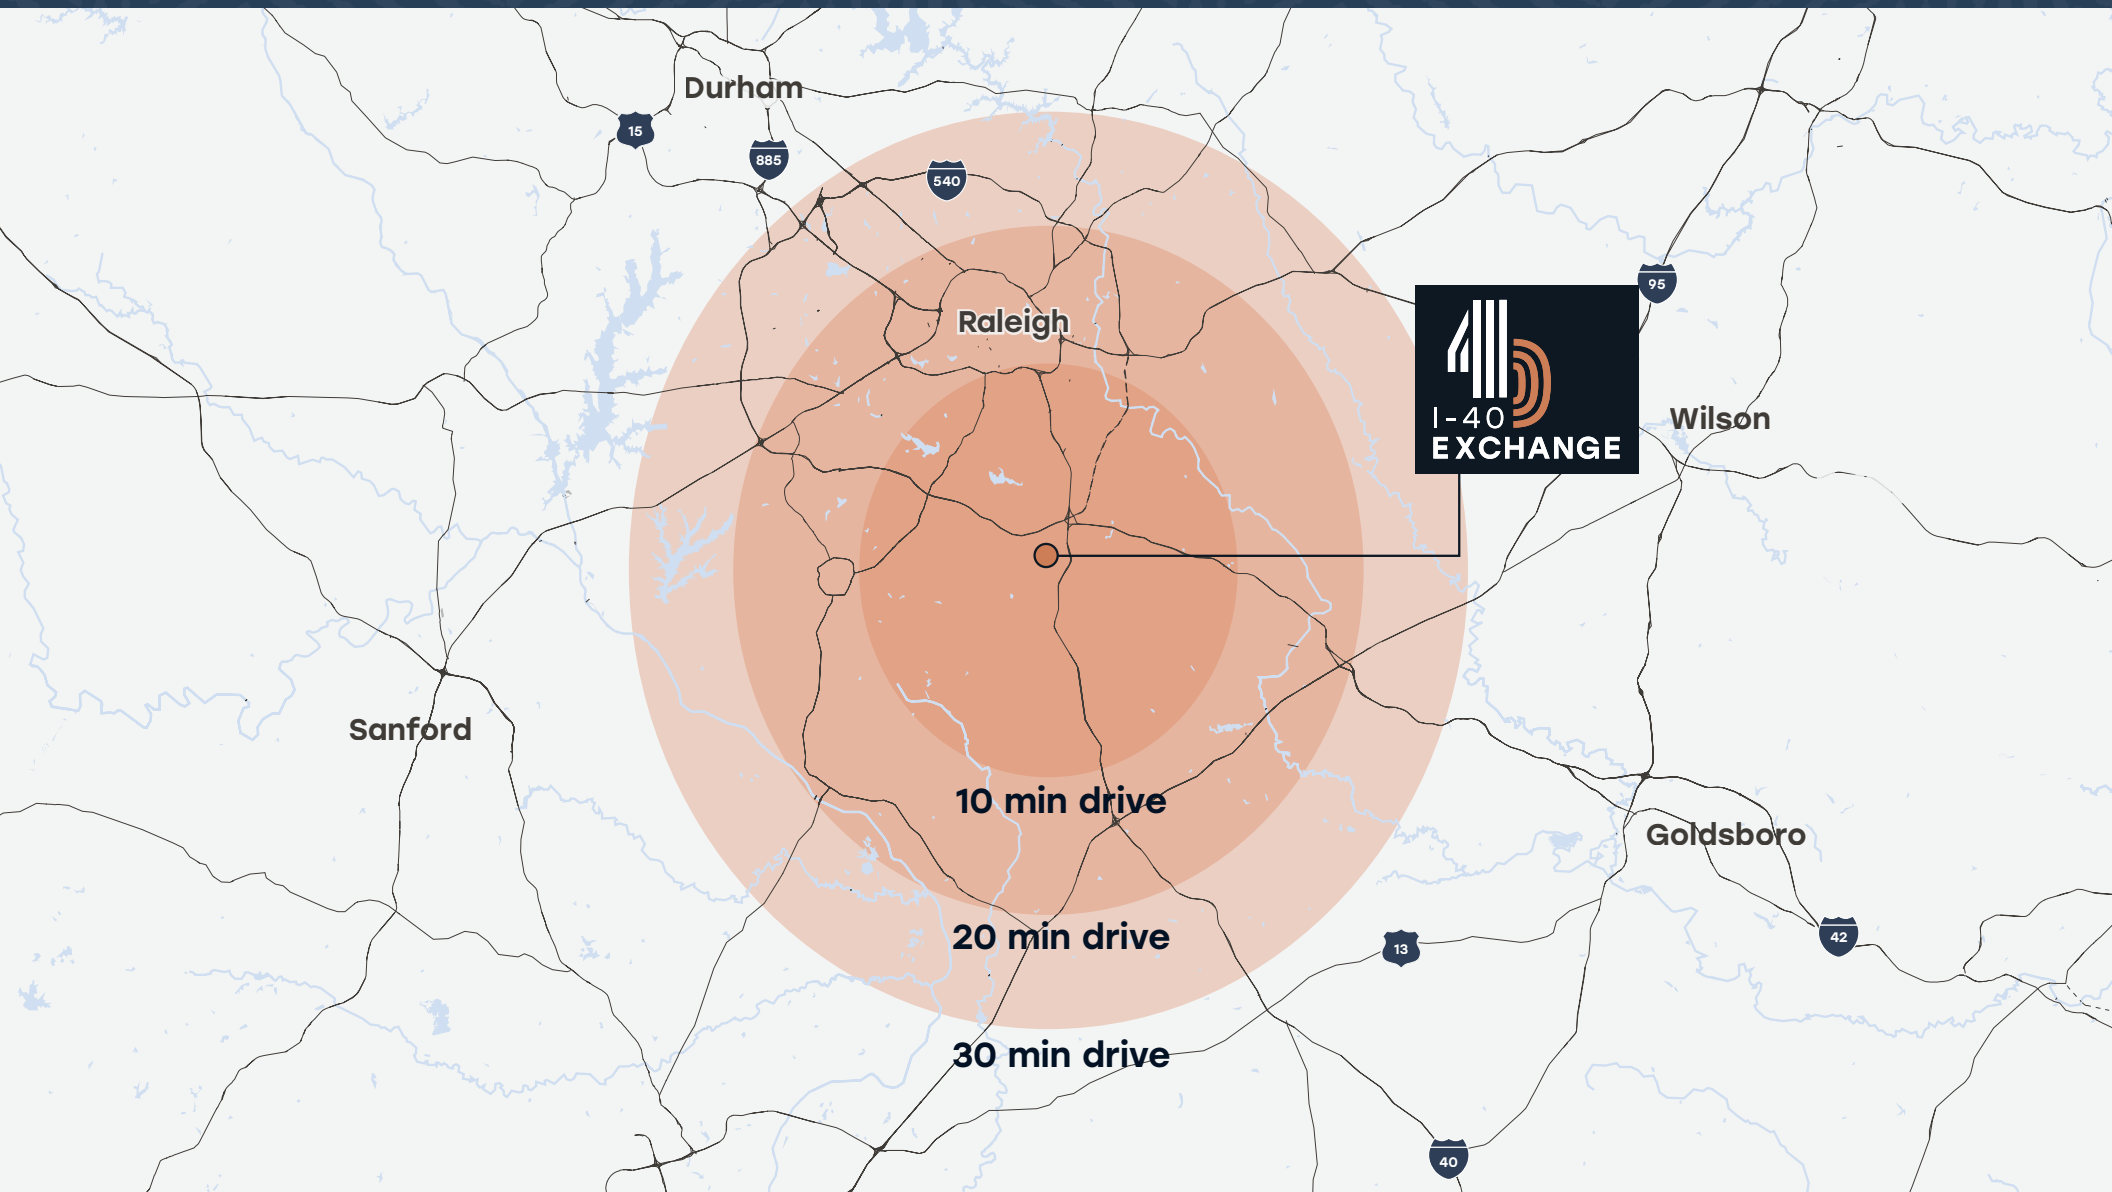 Durham
15
885
540
Raleigh
95
I-40
EXCHANGE
Wilson
Sanford
10 min drive
Goldsboro
20 min drive
13
42
30 min drive
40